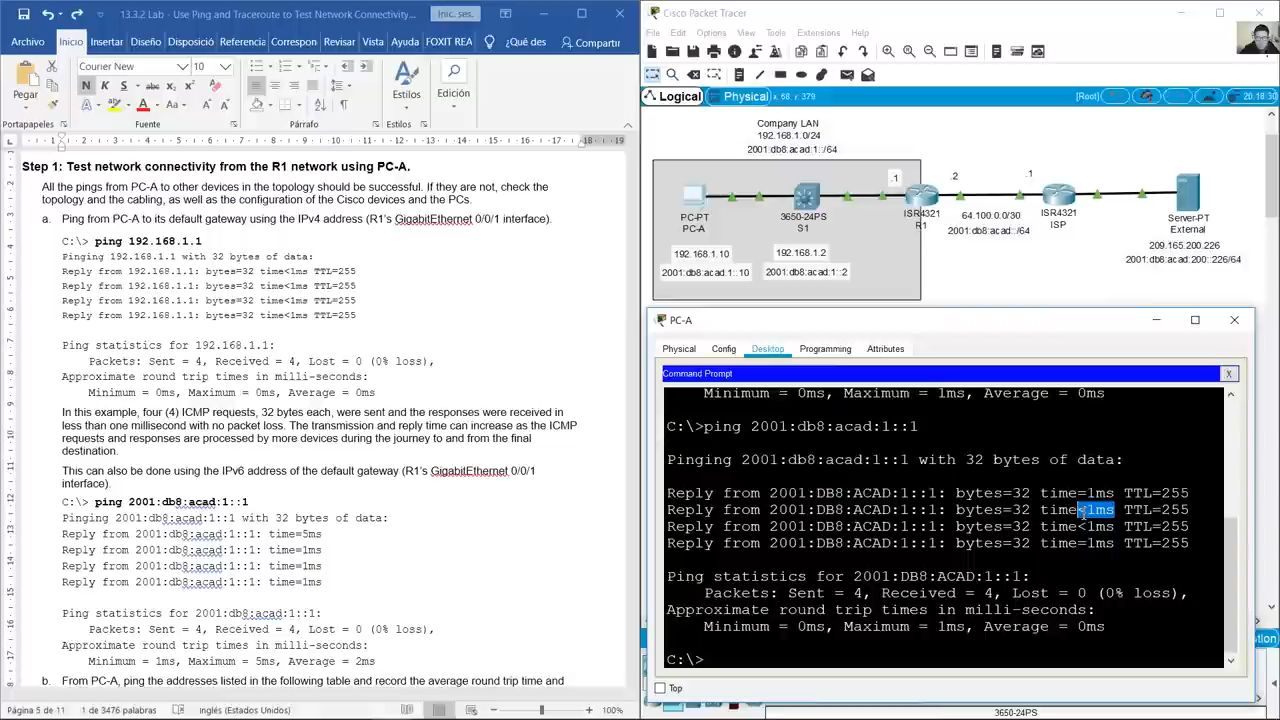 13.3.2 Lab - Use Ping and Traceroute to Test Network Connectivity...
Inic. ses.
Archivo
Inicio
Diseño
Disposición
Referencia
Correspon
Revisar
Vista
Ayuda
FOXIT REA
¿Qué des
Compartir
Pegar
Courier New
10
Estilos
Edición
Portapapeles
Fuente
Párrafo
Estilos
Step 1: Test network connectivity from the R1 network using PC-A.
All the pings from PC-A to other devices in the topology should be successful. If they are not, check the
topology and the cabling, as well as the configuration of the Cisco devices and the PCs.
a. Ping from PC-A to its default gateway using the IPv4 address (R1's GigabitEthernet 0/0/1 interface).
C:\> ping 192.168.1.1
Pinging 192.168.1.1 with 32 bytes of data:
Reply from 192.168.1.1: bytes=32 time<1ms TTL=255
Reply from 192.168.1.1: bytes=32 time<1ms TTL=255
Reply from 192.168.1.1: bytes=32 time<1ms TTL=255
Reply from 192.168.1.1: bytes=32 time<1ms TTL=255
Ping statistics for 192.168.1.1:
Packets: Sent = 4, Received = 4, Lost = 0 (0% loss),
Approximate round trip times in milli-seconds:
Minimum = 0ms, Maximum = 0ms, Average = 0ms
In this example, four (4) ICMP requests, 32 bytes each, were sent and the responses were received in
less than one millisecond with no packet loss. The transmission and reply time can increase as the ICMP
requests and responses are processed by more devices during the journey to and from the final
destination.
This can also be done using the IPv6 address of the default gateway (R1's GigabitEthernet 0/0/1
interface).
C:\> ping 2001:db8:acad:1::1
Pinging 2001:db8:acad:1::1 with 32 bytes of data:
Reply from 2001:db8:acad:1::1: time=5ms
Reply from 2001:db8:acad:1::1: time=1ms
Reply from 2001:db8:acad:1::1: time=1ms
Reply from 2001:db8:acad:1::1: time=1ms
Ping statistics for 2001:db8:acad:1::1:
Packets: Sent = 4, Received = 4, Lost = 0 (0% loss),
Approximate round trip times in milli-seconds:
Minimum = 1ms, Maximum = 5ms, Average = 2ms
b. From PC-A, ping the addresses listed in the following table and record the average round trip time and
Página 5 de 11
1 de 3476 palabras
inglés (Estados Unidos)
100%
Cisco Packet Tracer
File Edit Options View Tools Extensions Help
Logical
Physical
x: 68, y: 379
[Root]
20:18:30
Company LAN
192.168.1.0/24
2001:db8:acad:1::/64
.1
.2
.1
PC-PT
PC-A
3650-24PS
S1
ISR4321
R1
64.100.0.0/30
2001:db8:acad::/64
ISR4321
ISP
Server-PT
External
192.168.1.10
2001:db8:acad:1::10
192.168.1.2
2001:db8:acad:1::2
209.165.200.226
2001:db8:acad:200::226/64
PC-A
Physical Config Desktop Programming Attributes
Command Prompt
X
Minimum = 0ms, Maximum = 1ms, Average = 0ms
C:\>ping 2001:db8:acad:1::1
Pinging 2001:db8:acad:1::1 with 32 bytes of data:
Reply from 2001:DB8:ACAD:1::1: bytes=32 time=1ms TTL=255
Reply from 2001:DB8:ACAD:1::1: bytes=32 time<1ms TTL=255
Reply from 2001:DB8:ACAD:1::1: bytes=32 time<1ms TTL=255
Reply from 2001:DB8:ACAD:1::1: bytes=32 time=1ms TTL=255
Ping statistics for 2001:DB8:ACAD:1::1:
Packets: Sent = 4, Received = 4, Lost = 0 (0% loss),
Approximate round trip times in milli-seconds:
Minimum = 0ms, Maximum = 1ms, Average = 0ms
C:\>
Top
3650-24PS